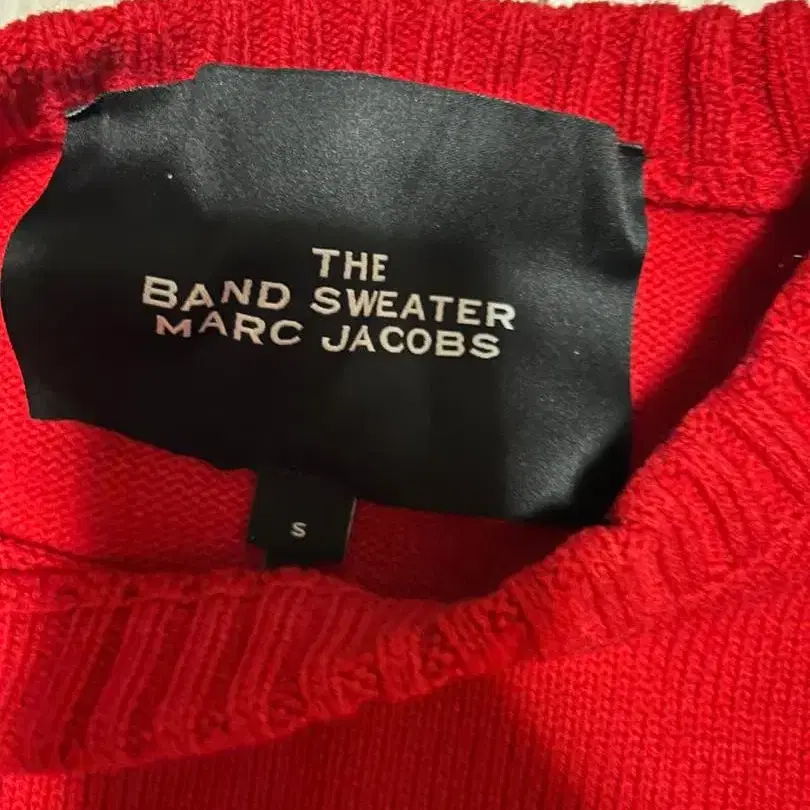 THE
BAND SWEATER
MARC JACOBS
S